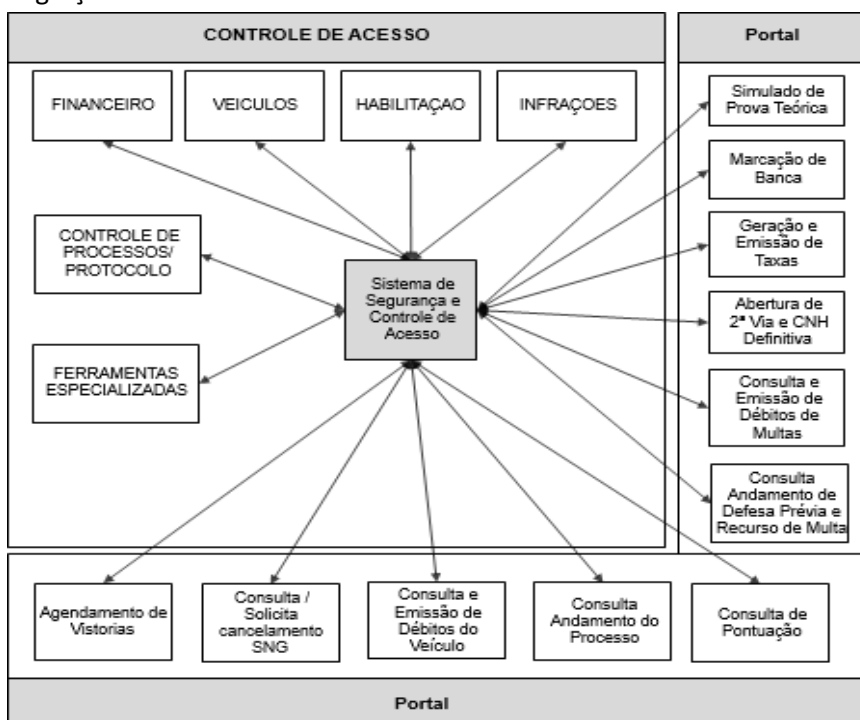 CONTROLE DE ACESSO
Portal
FINANCEIRO
VEICULOS
HABILITAÇAO
INFRAÇOES
CONTROLE DE
PROCESSOS/
PROTOCOLO
FERRAMENTAS
ESPECIALIZADAS
Sistema de
Segurança e
Controle de
Acesso
Simulado de
Prova Teórica
Marcação de
Banca
Geração e
Emissão de
Taxas
Abertura de
2ª Via e CNH
Definitiva
Consulta e
Emissão de
Débitos de
Multas
Consulta
Andamento de
Defesa Prévia e
Recurso de Multa
Agendamento de
Vistorias
Consulta /
Solicita
cancelamento
SNG
Consulta e
Emissão de
Débitos do
Veículo
Consulta
Andamento do
Processo
Consulta de
Pontuação
Portal